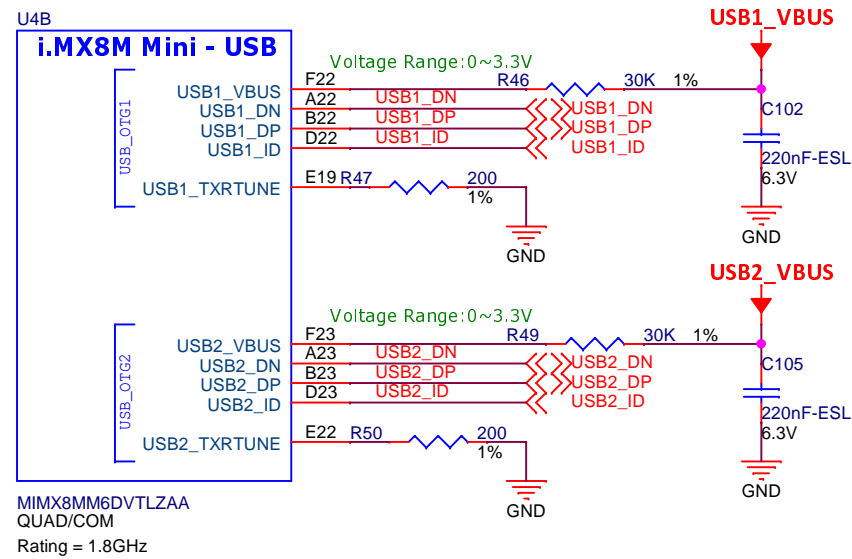 U4B
USB1_VBUS
i.MX8M Mini - USB
Voltage Range:0~3.3V
USB_OTG1
USB1_VBUS F22 R46 30K 1%
USB1_DN A22 USB1_DN USB1_DN
USB1_DP B22 USB1_DP USB1_DP
USB1_ID D22 USB1_ID USB1_ID
C102
220nF-ESL
6.3V
GND
USB1_TXRTUNE E19 R47 200
1%
GND
USB2_VBUS
Voltage Range:0~3.3V
USB_OTG2
USB2_VBUS F23 R49 30K 1%
USB2_DN A23 USB2_DN USB2_DN
USB2_DP B23 USB2_DP USB2_DP
USB2_ID D23 USB2_ID USB2_ID
C105
220nF-ESL
6.3V
GND
USB2_TXRTUNE E22 R50 200
1%
GND
MIMX8MM6DVTLZAA
QUAD/COM
Rating = 1.8GHz